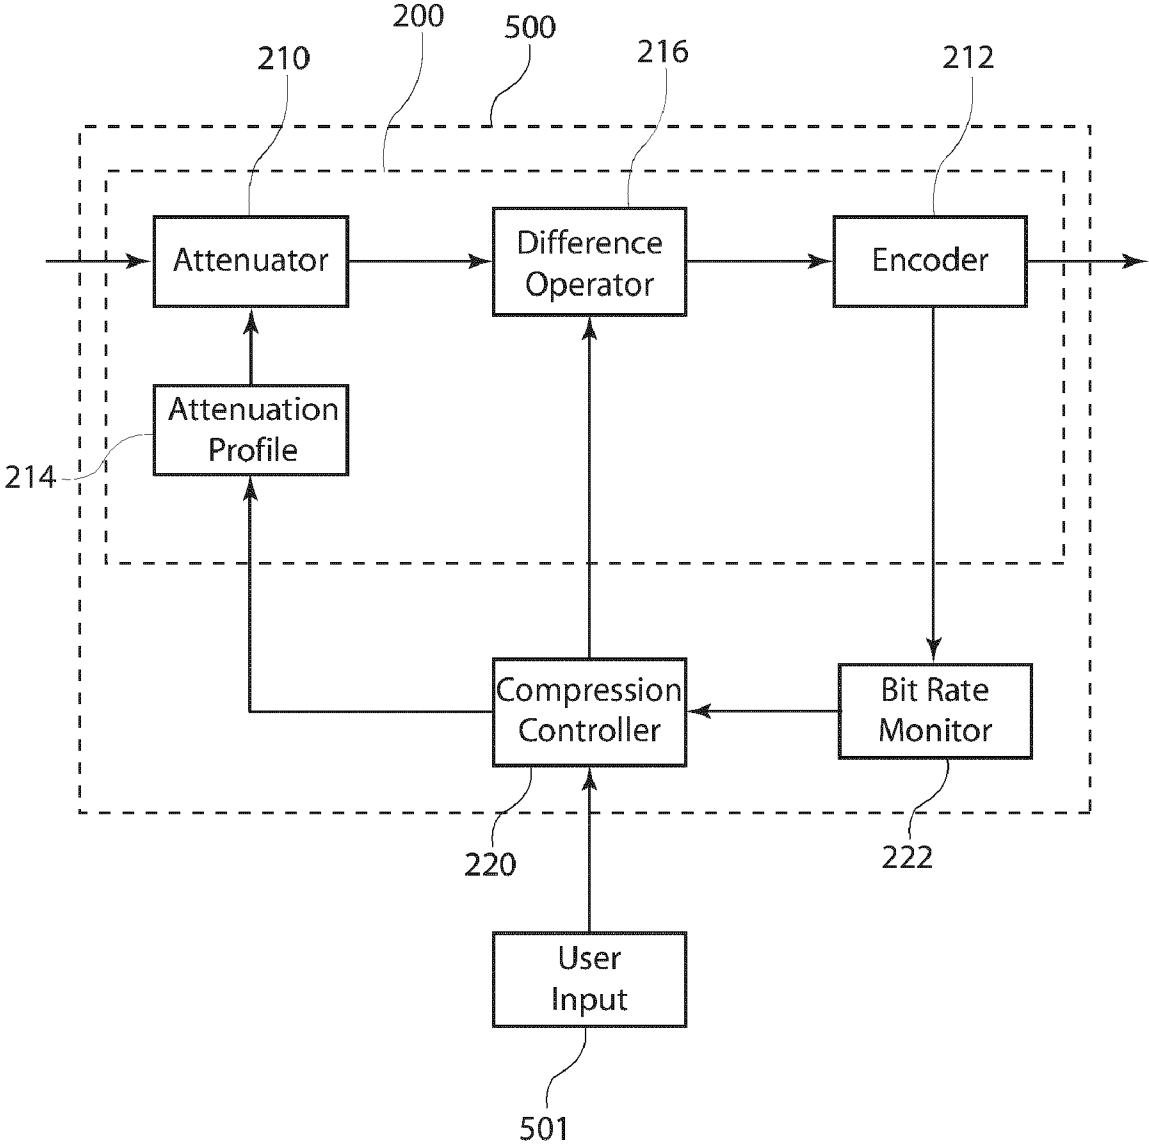 200
500
210
216
212
Attenuator
Difference
Operator
Encoder
Attenuation
Profile
214
Compression
Controller
Bit Rate
Monitor
220
222
User
Input
501